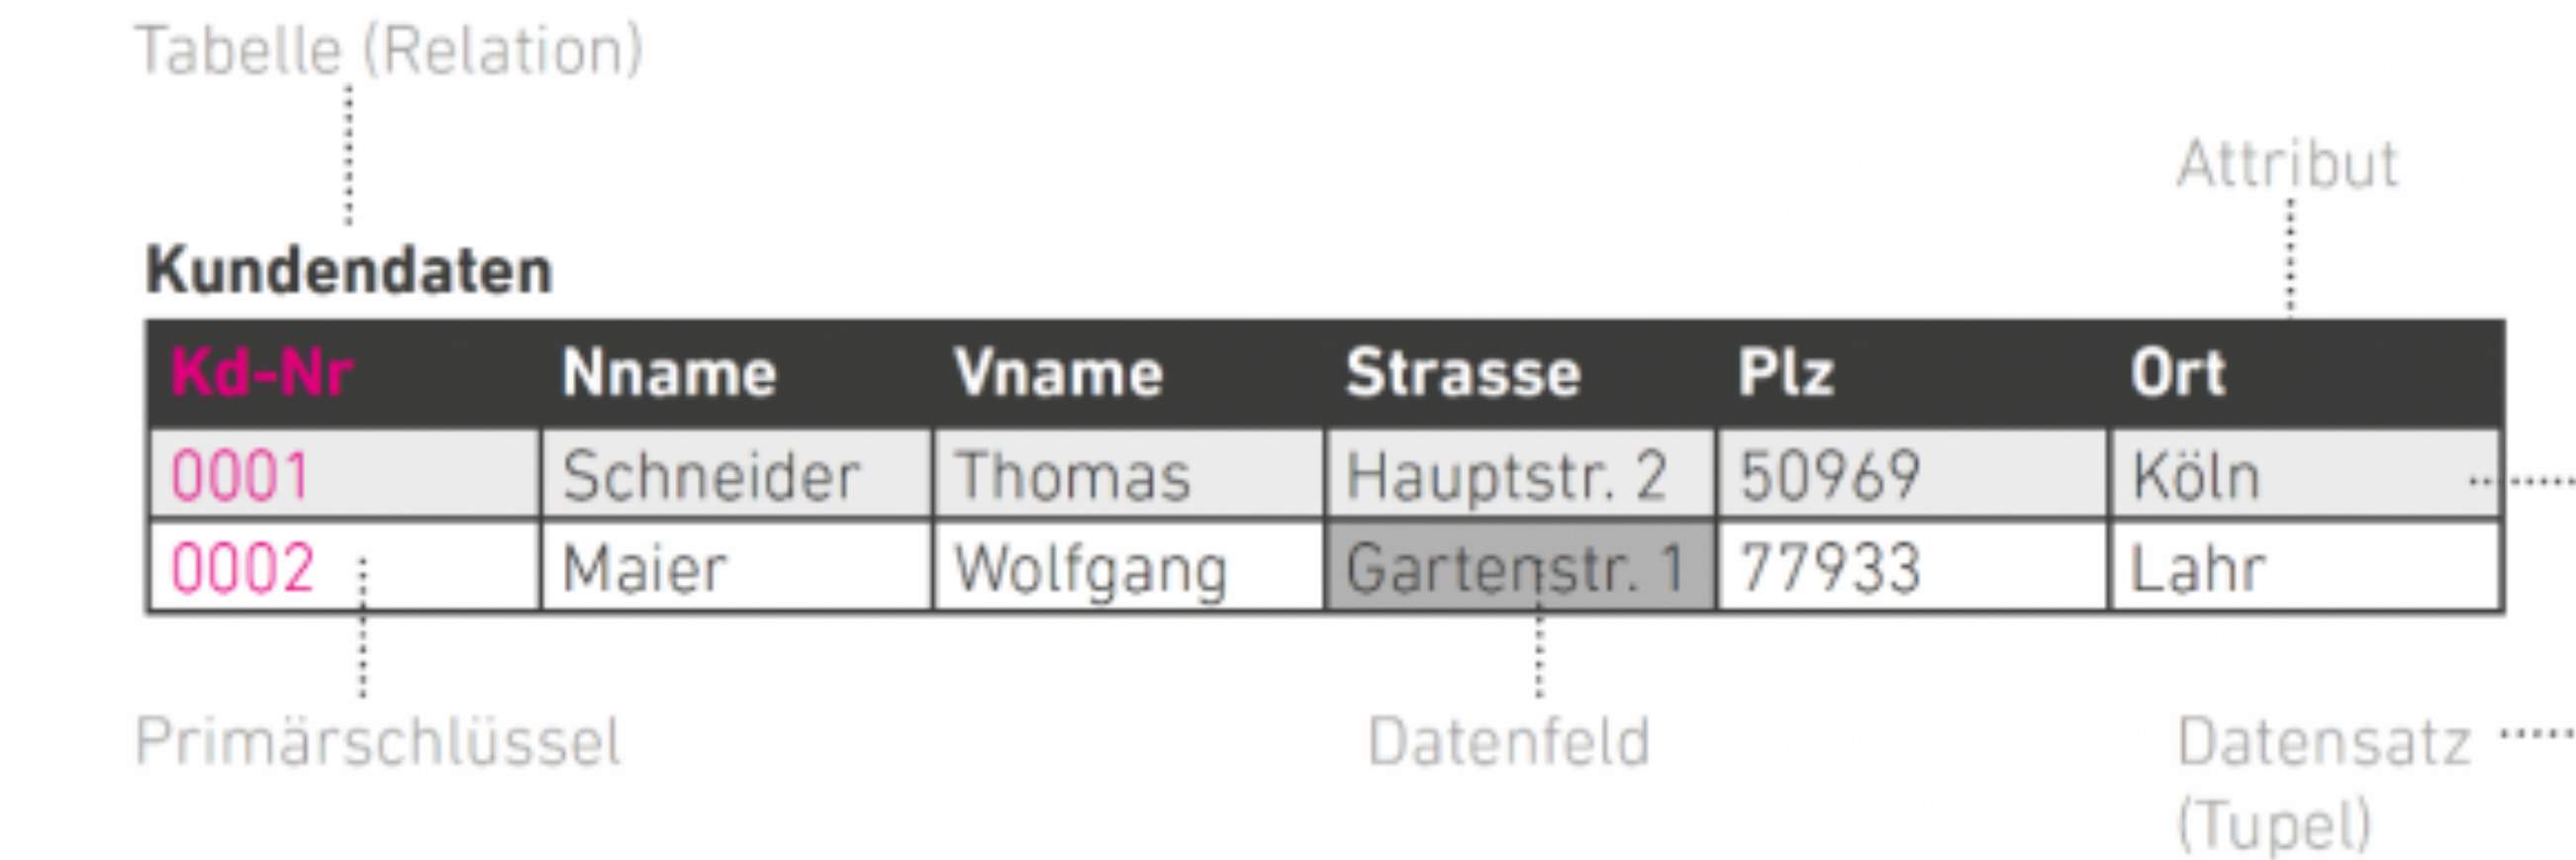 Tabelle (Relation)
Attribut
Kundendaten
Kd-Nr Nname Vname Strasse Plz Ort
0001 Schneider Thomas Hauptstr. 2 50969 Köln
0002 Maier Wolfgang Gartenstr. 1 77933 Lahr
Primärschlüssel Datenfeld Datensatz
(Tupel)